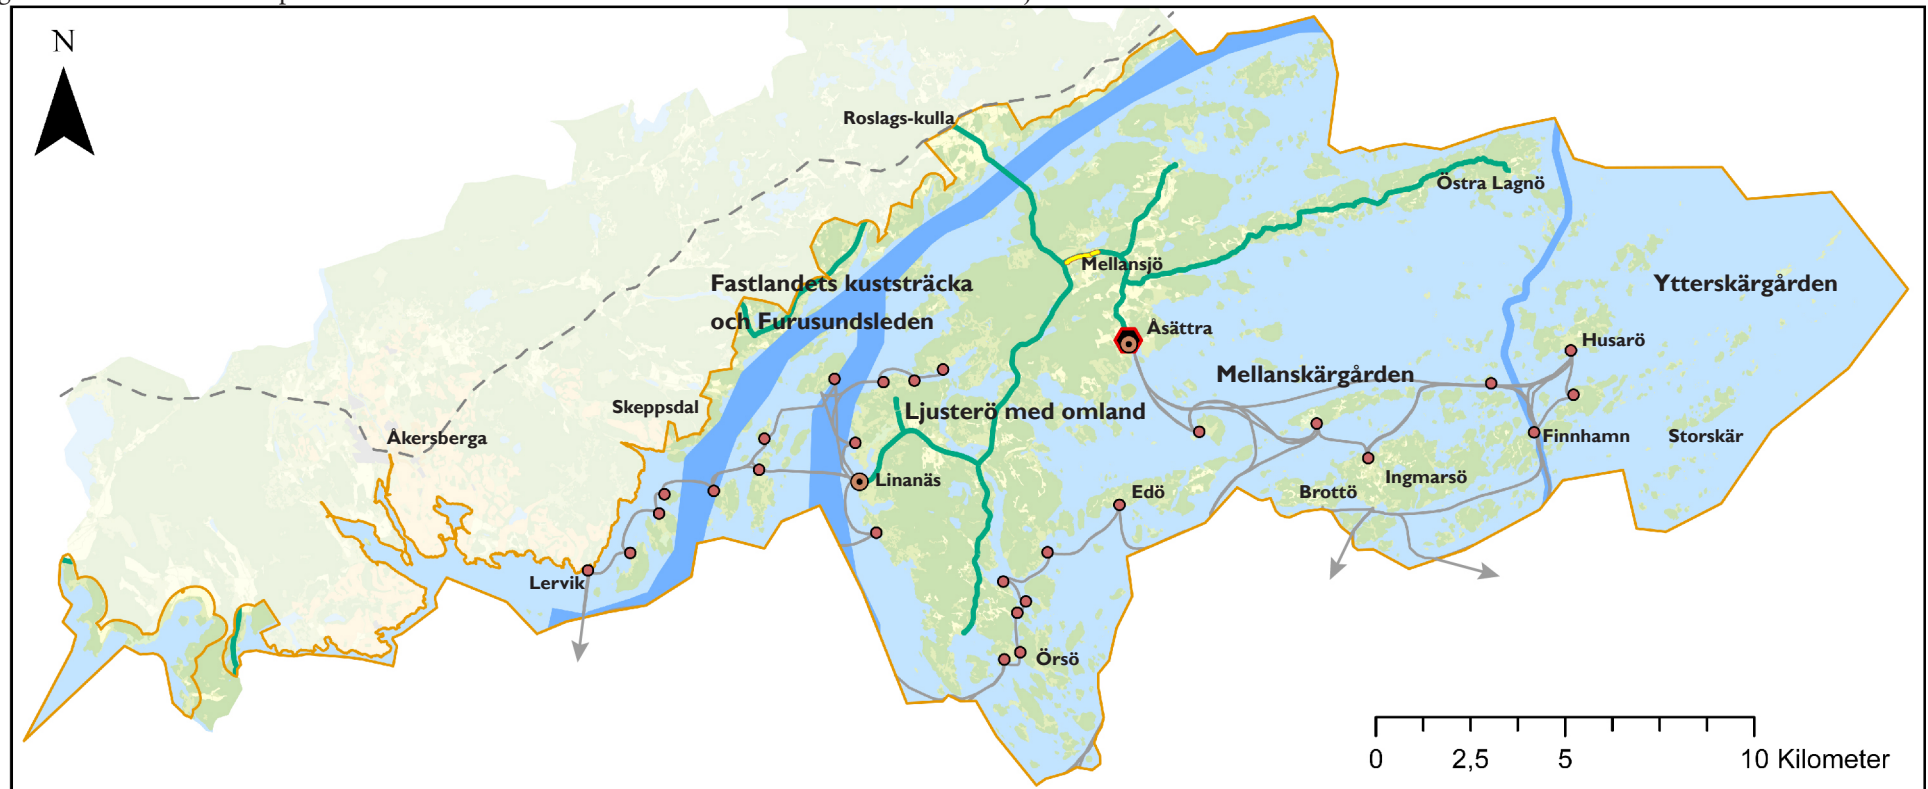 N
Roslags-kulla
Östra Lagnö
Mellansjö
Fastlandets kuststräcka
och Furusundsleden
Ytterskärgården
Åsättra
Husarö
Mellanskärgården
Skeppsdal
Ljusterö med omland
Åkersberga
Finnhamn
Storskär
Linanäs
Ingmarsö
Edö
Brottö
Lervik
Örsö
0 2,5 5 10 Kilometer